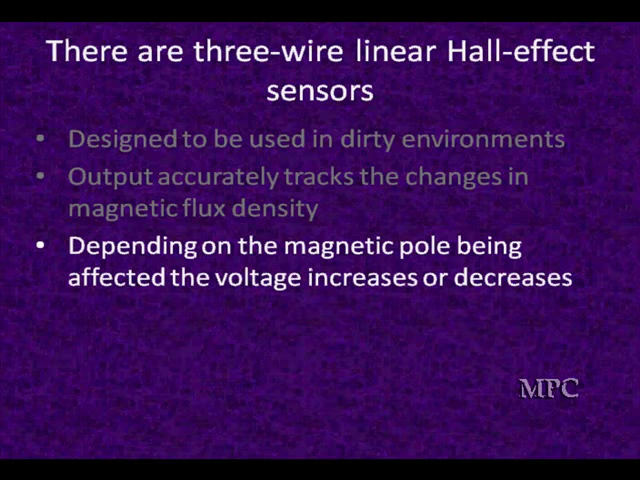 There are three-wire linear Hall-effect
sensors
• Designed to be used in dirty environments
• Output accurately tracks the changes in
magnetic flux density
• Depending on the magnetic pole being
affected the voltage increases or decreases
MPC